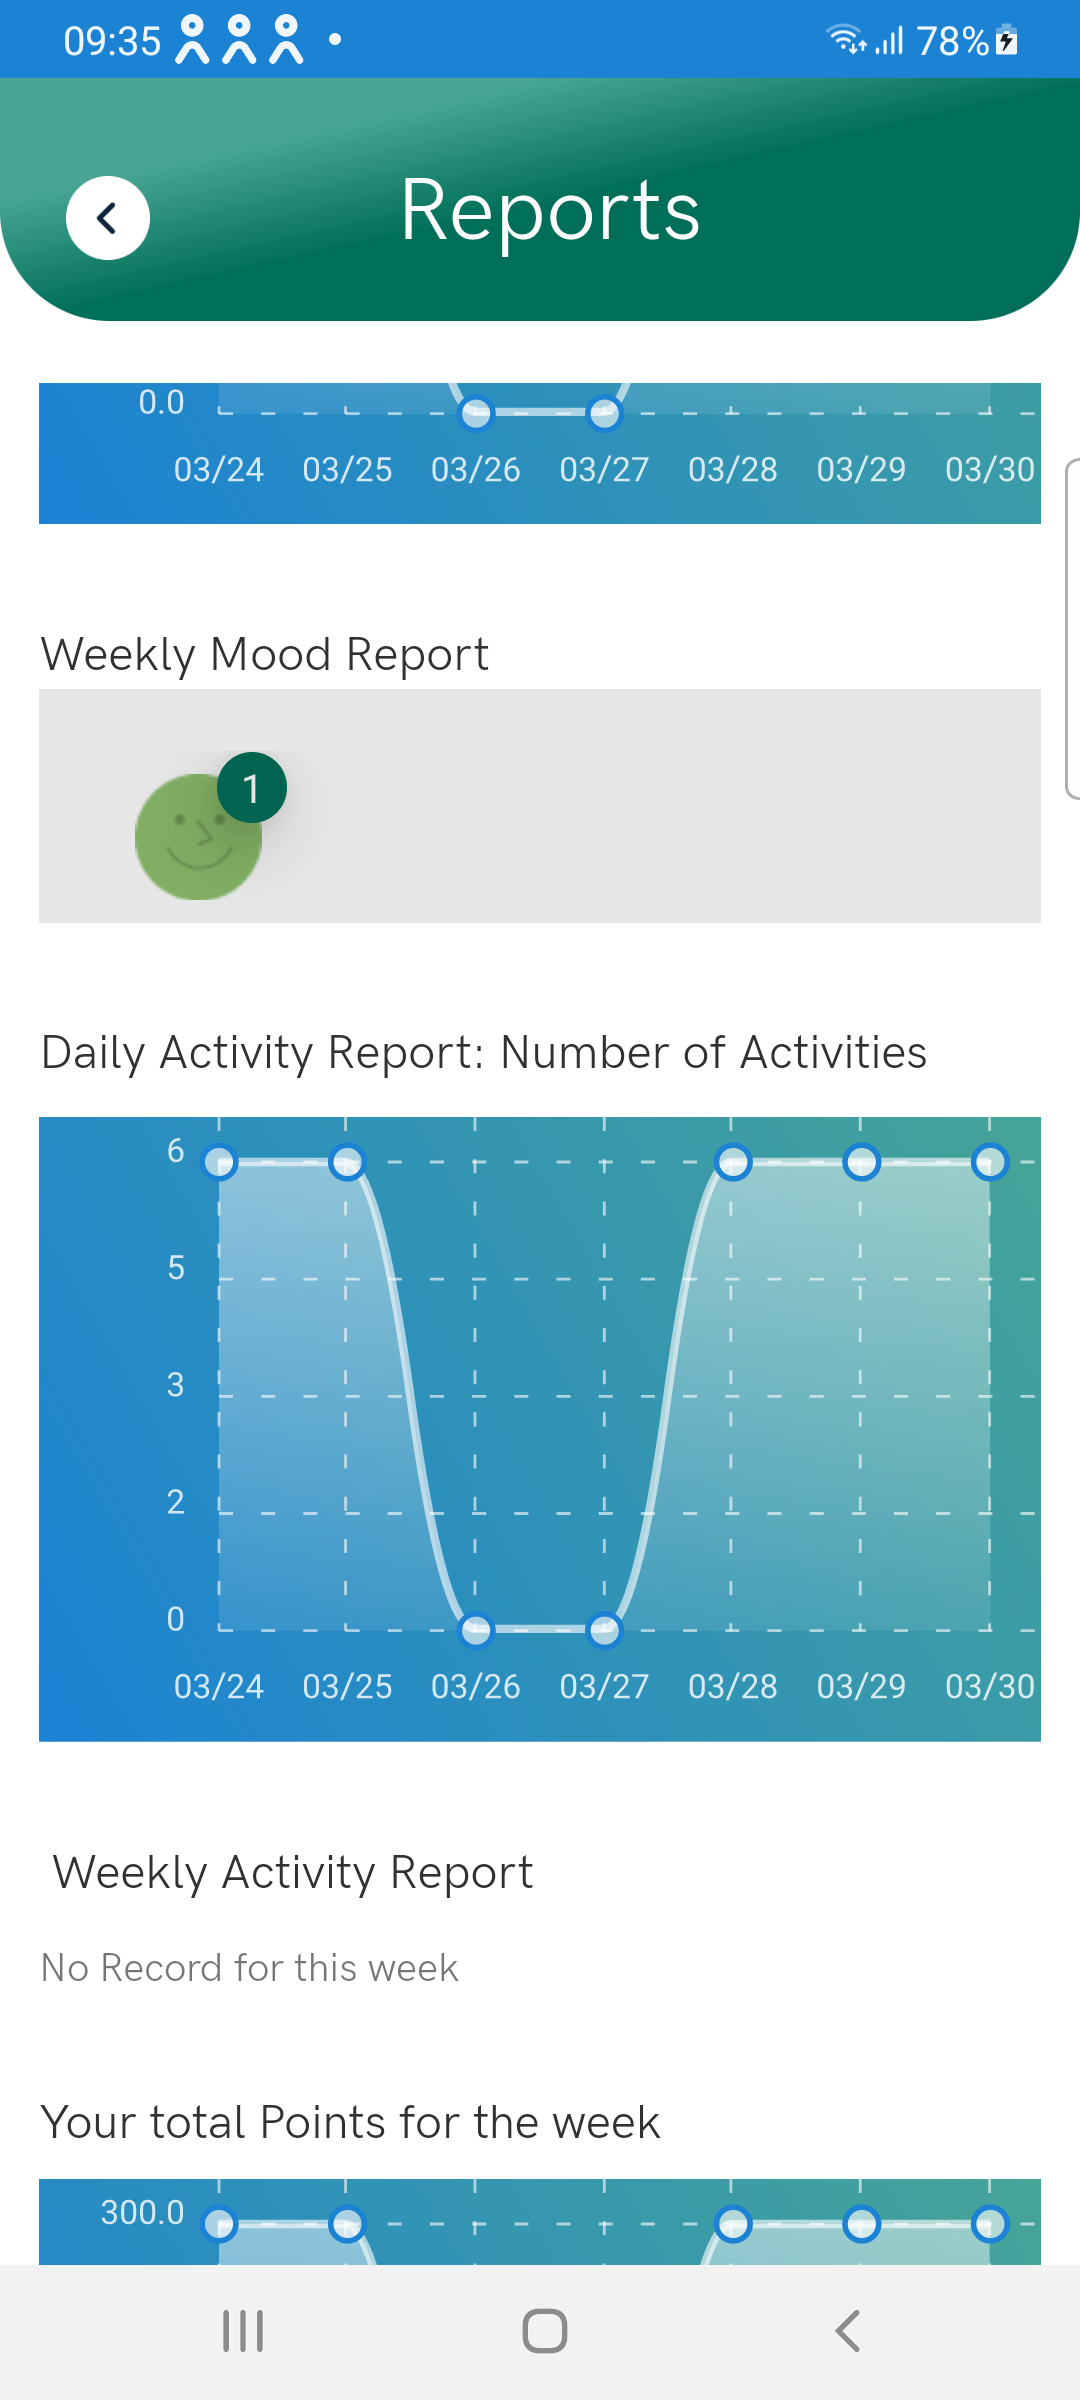 09:35 78%
Reports
0.0
03/24 03/25 03/26 03/27 03/28 03/29 03/30
Weekly Mood Report
1
Daily Activity Report: Number of Activities
6
5
3
2
0
03/24 03/25 03/26 03/27 03/28 03/29 03/30
Weekly Activity Report
No Record for this week
Your total Points for the week
300.0